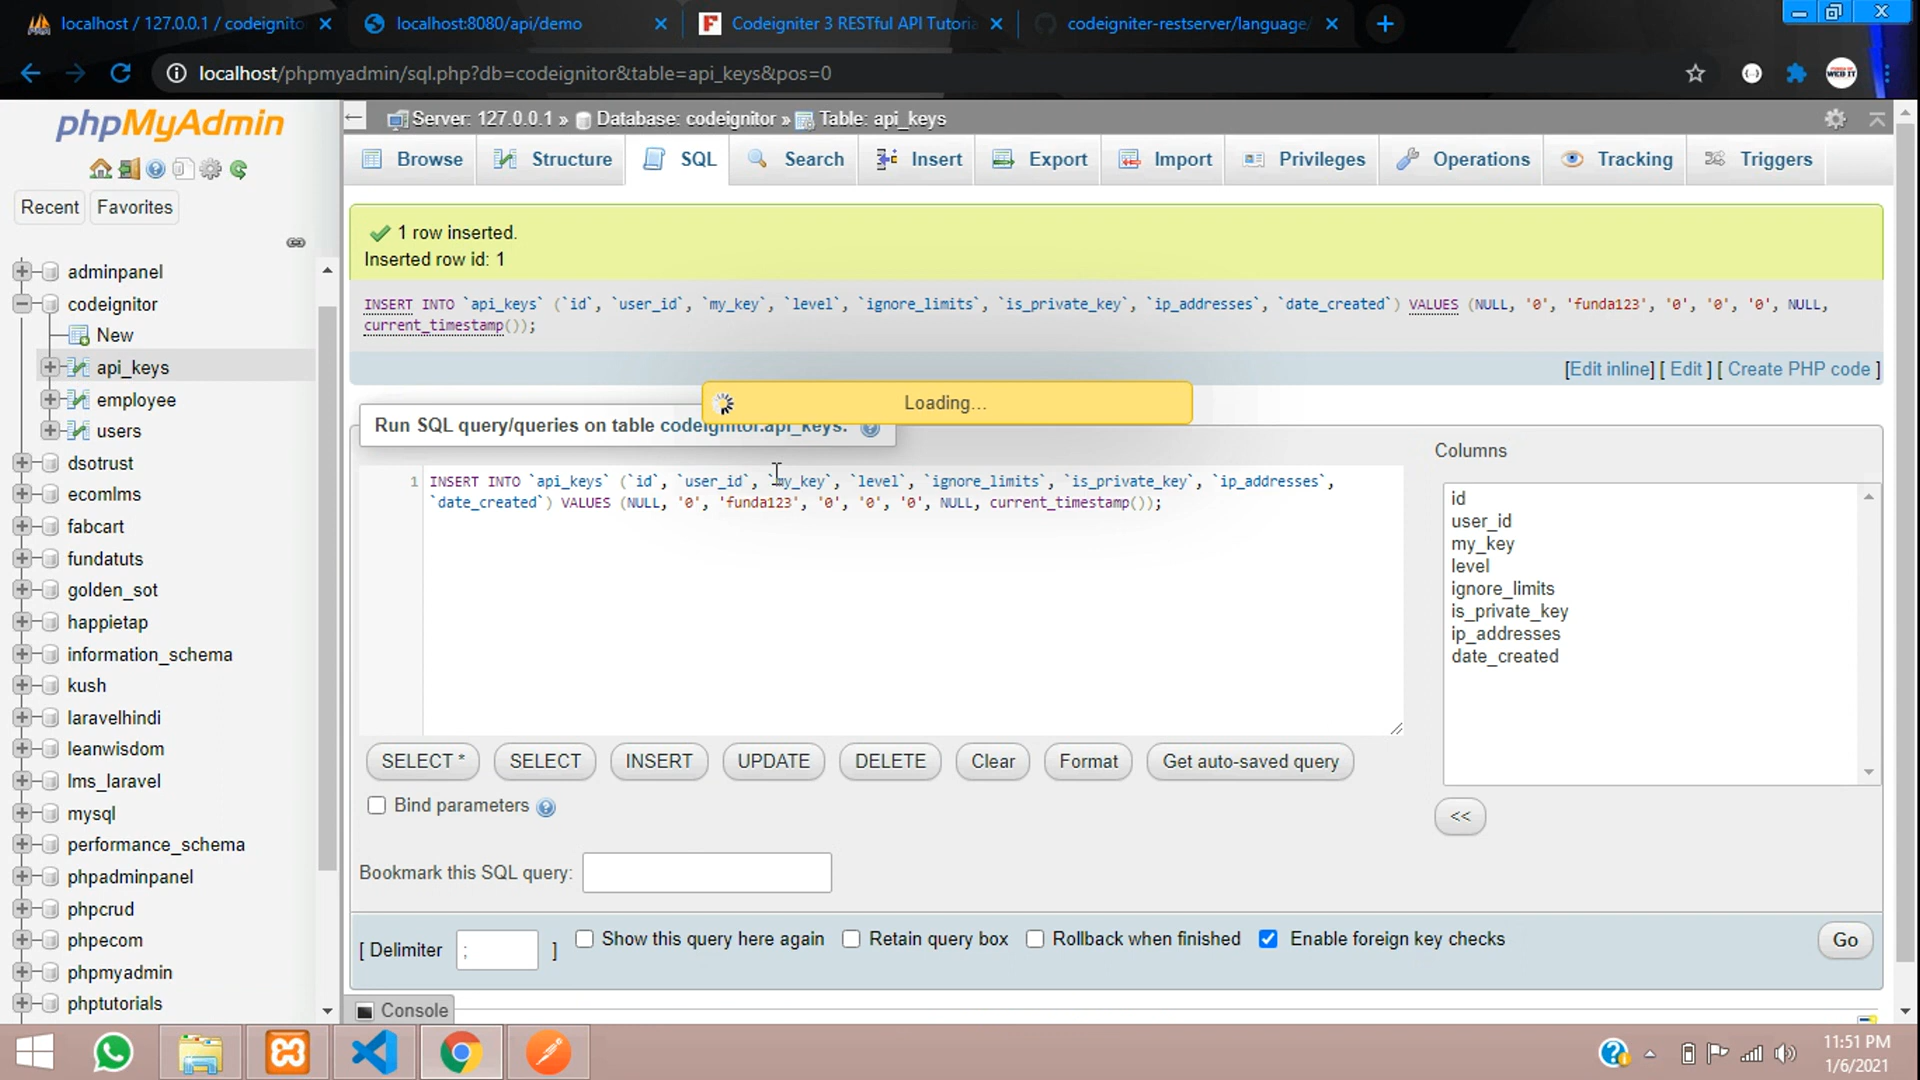 localhost / 127.0.0.1 / codeignito
localhost:8080/api/demo
Codeigniter 3 RESTful API Tutoria
codeigniter-restserver/language/
localhost/phpmyadmin/sql.php?db=codeignitor&table=api_keys&pos=0
WEB IT
phpMyAdmin
Recent
Favorites
adminpanel
codeignitor
New
api_keys
employee
users
dsotrust
ecomlms
fabcart
fundatuts
golden_sot
happietap
information_schema
kush
laravelhindi
leanwisdom
lms_laravel
mysql
performance_schema
phpadminpanel
phpcrud
phpecom
phpmyadmin
phptutorials
Server: 127.0.0.1 » Database: codeignitor » Table: api_keys
Browse
Structure
SQL
Search
Insert
Export
Import
Privileges
Operations
Tracking
Triggers
1 row inserted.
Inserted row id: 1
INSERT INTO `api_keys` (`id`, `user_id`, `my_key`, `level`, `ignore_limits`, `is_private_key`, `ip_addresses`, `date_created`) VALUES (NULL, '0', 'funda123', '0', '0', '0', NULL,
current_timestamp());
[Edit inline] [ Edit ] [ Create PHP code ]
Loading...
Run SQL query/queries on table codeignitor.api_keys:
1
INSERT INTO `api_keys` (`id`, `user_id`, `my_key`, `level`, `ignore_limits`, `is_private_key`, `ip_addresses`,
`date_created`) VALUES (NULL, '0', 'funda123', '0', '0', '0', NULL, current_timestamp());
Columns
id
user_id
my_key
level
ignore_limits
is_private_key
ip_addresses
date_created
SELECT *
SELECT
INSERT
UPDATE
DELETE
Clear
Format
Get auto-saved query
<<
Bind parameters
Bookmark this SQL query:
[ Delimiter ; ]
Show this query here again
Retain query box
Rollback when finished
Enable foreign key checks
Go
Console
11:51 PM
1/6/2021